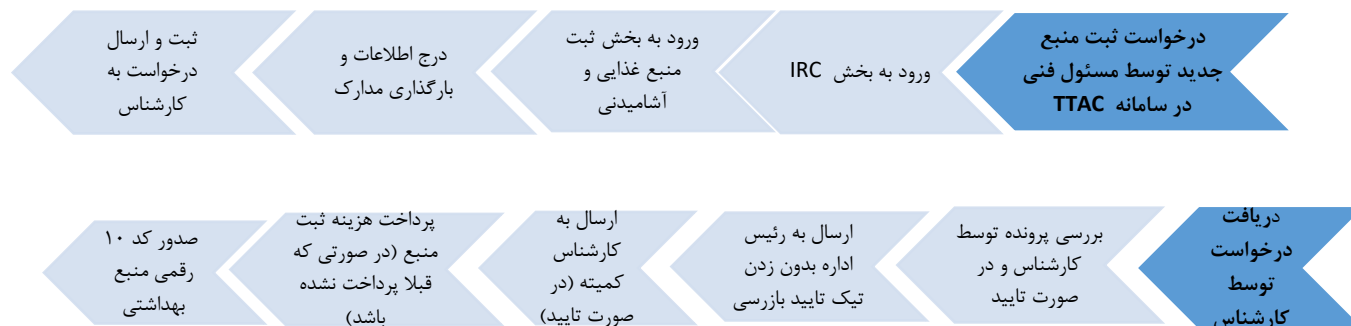 درخواست ثبت منبع
جدید توسط مسئول فنی
در سامانه TTAC
ورود به بخش IRC
ورود به بخش ثبت
منبع غذایی و
آشامیدنی
درج اطلاعات و
بارگذاری مدارک
ثبت و ارسال
درخواست به
کارشناس
دریافت
درخواست
توسط
کارشناس
بررسی پرونده توسط
کارشناس و در
صورت تایید
ارسال به رئیس
اداره بدون زدن
تیک تایید بازرسی
ارسال به
کارشناس
کمیته (در
صورت تایید)
پرداخت هزینه ثبت
منبع (در صورتی که
قبلا پرداخت نشده
باشد)
صدور کد ۱۰
رقمی منبع
بهداشتی